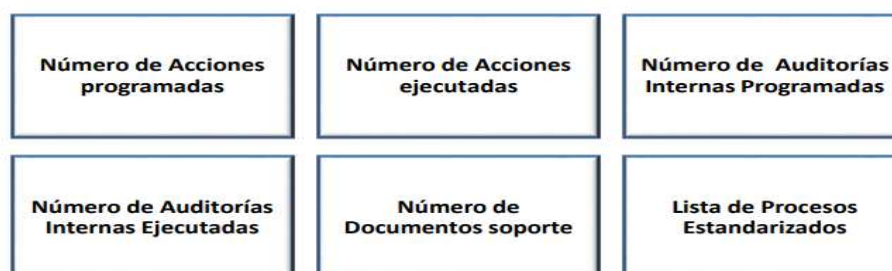 Número de Acciones
programadas
Número de Acciones
ejecutadas
Número de Auditorías
Internas Programadas
Número de Auditorías
Internas Ejecutadas
Número de
Documentos soporte
Lista de Procesos
Estandarizados